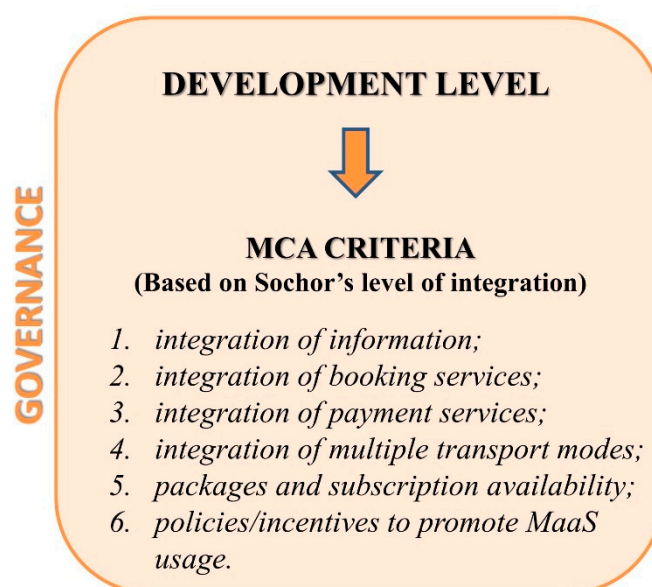 GOVERNANCE
DEVELOPMENT LEVEL
MCA CRITERIA
(Based on Sochor's level of integration)
1. integration of information;
2. integration of booking services;
3. integration of payment services;
4. integration of multiple transport modes;
5. packages and subscription availability;
6. policies/incentives to promote MaaS
usage.